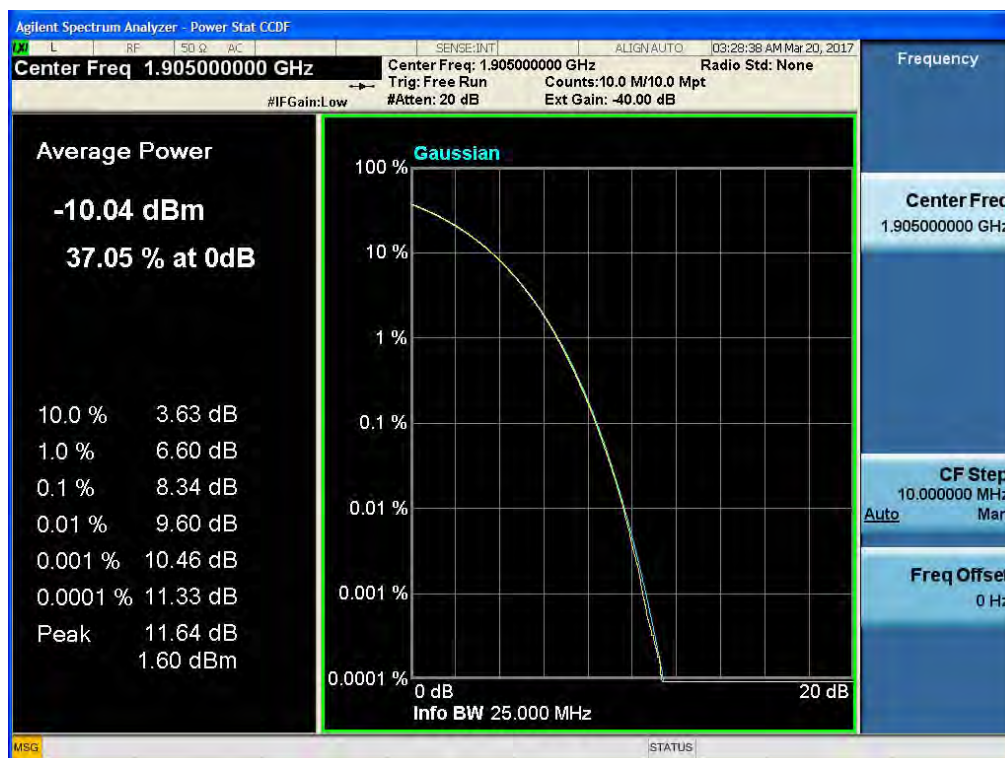 Agilent Spectrum Analyzer - Power Stat CCDF
LXI L RF 50 Ω AC SENSE:INT ALIGN AUTO 03:28:38 AM Mar 20, 2017
Center Freq 1.905000000 GHz
Center Freq: 1.905000000 GHz Radio Std: None
Trig: Free Run Counts:10.0 M/10.0 Mpt
#IFGain:Low #Atten: 20 dB Ext Gain: -40.00 dB
Average Power
-10.04 dBm
37.05 % at 0dB
10.0 % 3.63 dB
1.0 % 6.60 dB
0.1 % 8.34 dB
0.01 % 9.60 dB
0.001 % 10.46 dB
0.0001 % 11.33 dB
Peak 11.64 dB
1.60 dBm
Gaussian
100 %
10 %
1 %
0.1 %
0.01 %
0.001 %
0.0001 %
0 dB 20 dB
Info BW 25.000 MHz
Frequency
Center Freq
1.905000000 GHz
CF Step
10.000000 MHz
Auto Man
Freq Offset
0 Hz
MSG STATUS